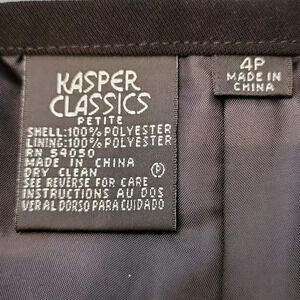 KASPER
CLASSICS
PETITE
SHELL:100% POLYESTER
LINING:100% POLYESTER
RN 54050
MADE IN CHINA
DRY CLEAN Ⓟ
SEE REVERSE FOR CARE
INSTRUCTIONS AU DOS
VER AL DORSO PARA CUIDADO
4P
MADE IN
CHINA